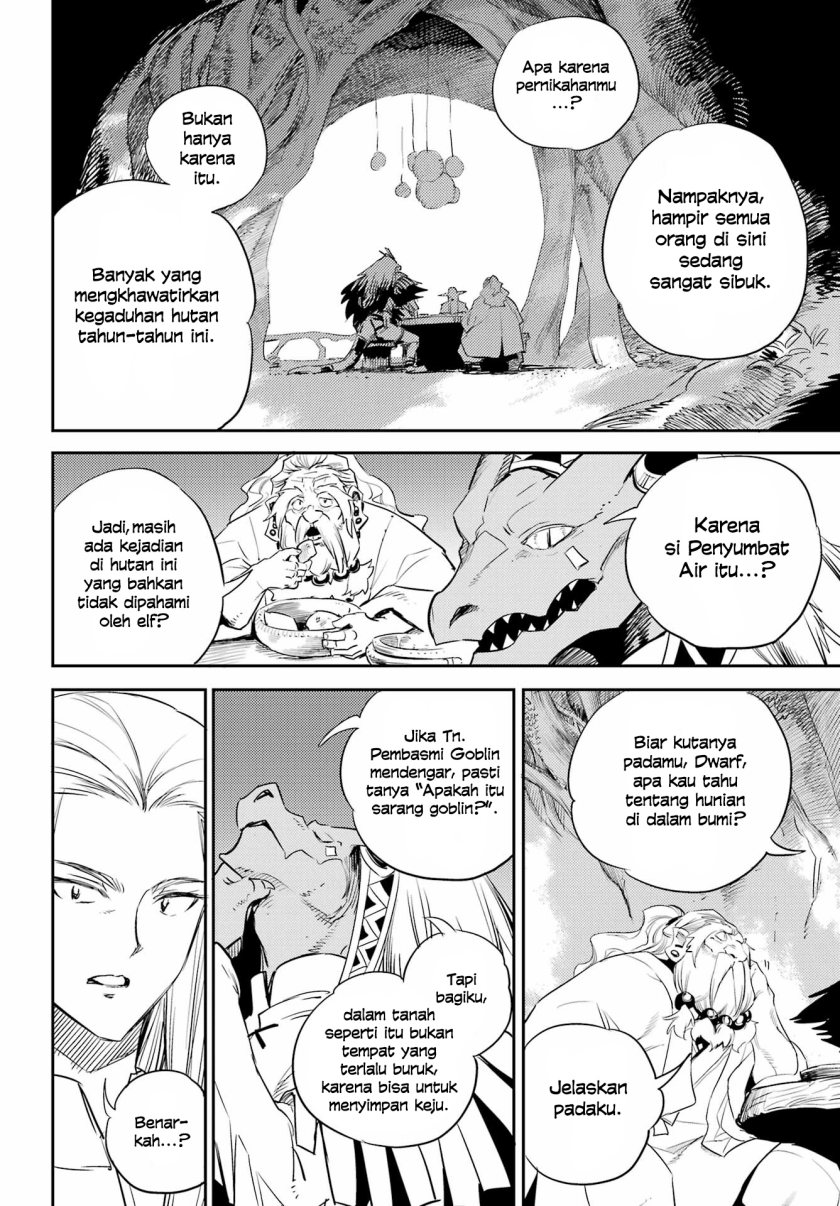 Nampaknya,
hampir semua
orang di sini
sedang
sangat sibuk.
Apa karena
pernikahanmu
...?
Bukan
hanya
karena
itu.
Banyak yang
mengkhawatirkan
kegaduhan hutan
tahun-tahun ini.
Karena
si Penyumbat
Air itu...?
Jadi, masih
ada kejadian
di hutan ini
yang bahkan
tidak dipahami
oleh elf?
Biar kutanya
padamu, Dwarf,
apa kau tahu
tentang hunian
di dalam bumi?
Jelaskan
padaku.
Jika Tn.
Pembasmi Goblin
mendengar, pasti
tanya "Apakah itu
sarang goblin?".
Tapi
bagiku,
dalam tanah
seperti itu bukan
tempat yang
terlalu buruk,
karena bisa untuk
menyimpan keju.
Benar-
kah...?